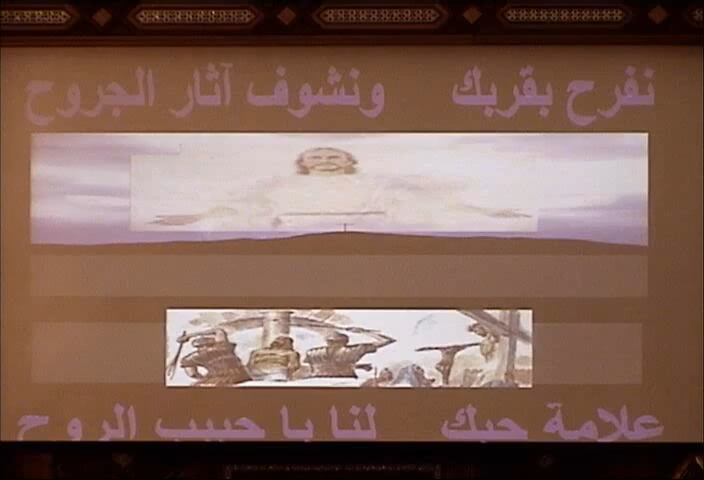 نفرح بقربك ونشوف آثار الجروح
علامة حبك لنا يا حبيب الروح